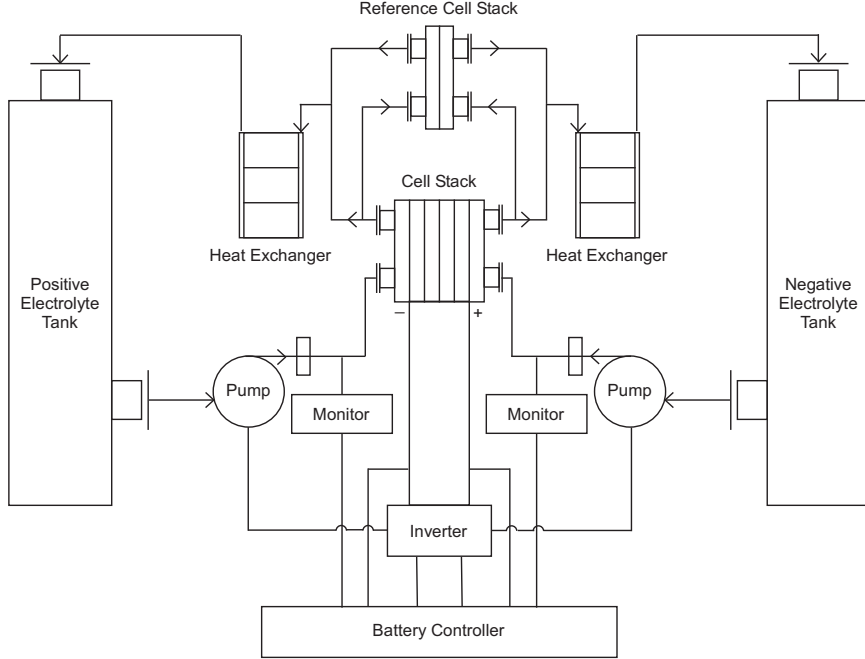 Reference Cell Stack
Cell Stack
Heat Exchanger
Heat Exchanger
Positive
Electrolyte
Tank
Negative
Electrolyte
Tank
–
+
Pump
Pump
Monitor
Monitor
Inverter
Battery Controller